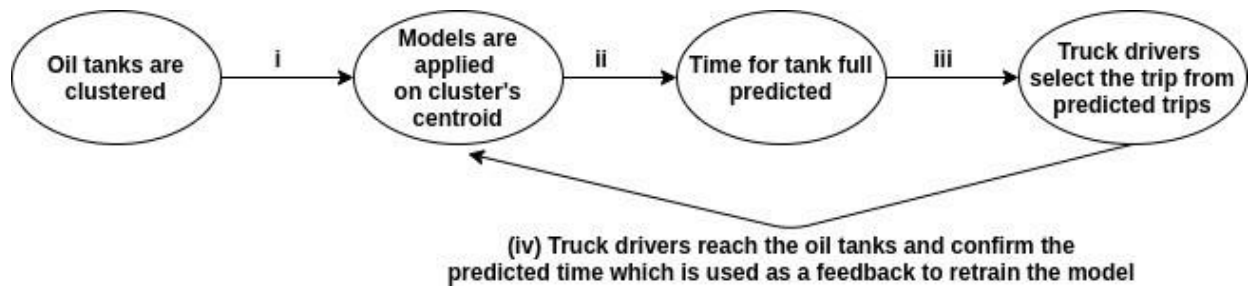 Oil tanks are
clustered
i
Models are
applied
on cluster's
centroid
ii
Time for tank full
predicted
iii
Truck drivers
select the trip from
predicted trips
(iv) Truck drivers reach the oil tanks and confirm the
predicted time which is used as a feedback to retrain the model